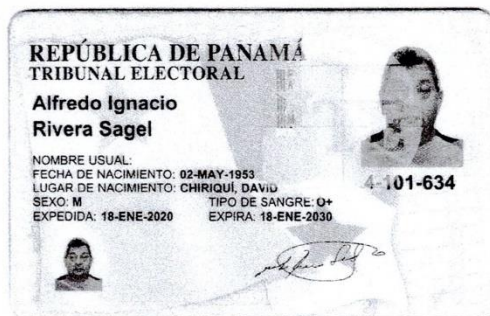 REPÚBLICA DE PANAMÁ
TRIBUNAL ELECTORAL
Alfredo Ignacio
Rivera Sagel
NOMBRE USUAL:
FECHA DE NACIMIENTO: 02-MAY-1953
LUGAR DE NACIMIENTO: CHIRIQUÍ, DAVID
SEXO: M TIPO DE SANGRE: O+
EXPEDIDA: 18-ENE-2020 EXPIRA: 18-ENE-2030
4-101-634